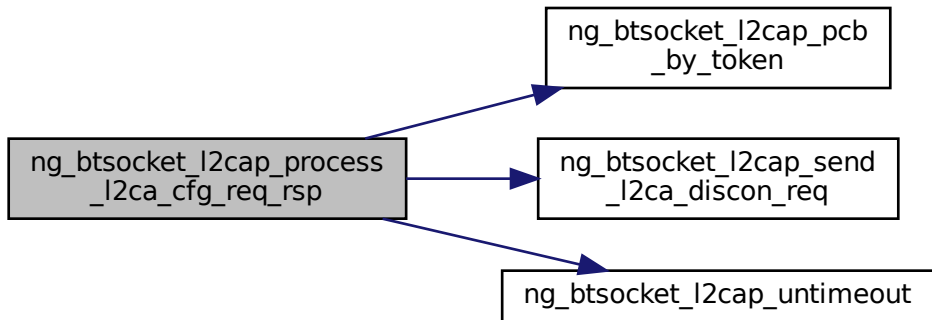 ng_btsocket_l2cap_pcb
_by_token
ng_btsocket_l2cap_process
_l2ca_cfg_req_rsp
ng_btsocket_l2cap_send
_l2ca_discon_req
ng_btsocket_l2cap_untimeout